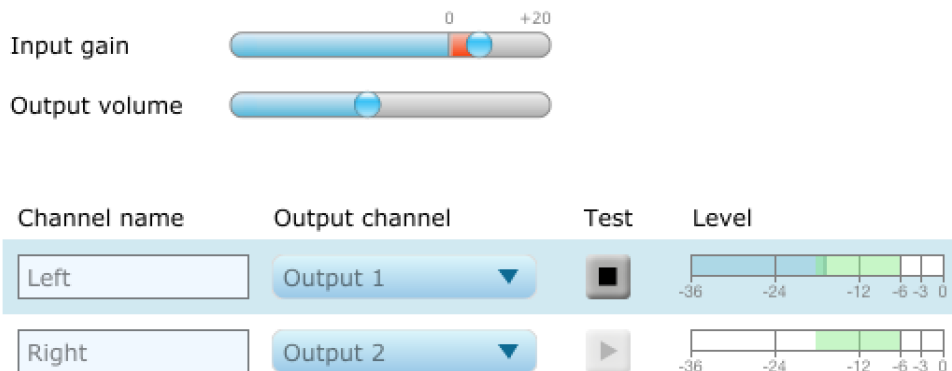 0 +20
Input gain
Output volume
Channel name Output channel Test Level
Left Output 1
-36 -24 -12 -6 -3 0
Right Output 2
-36 -24 -12 -6 -3 0